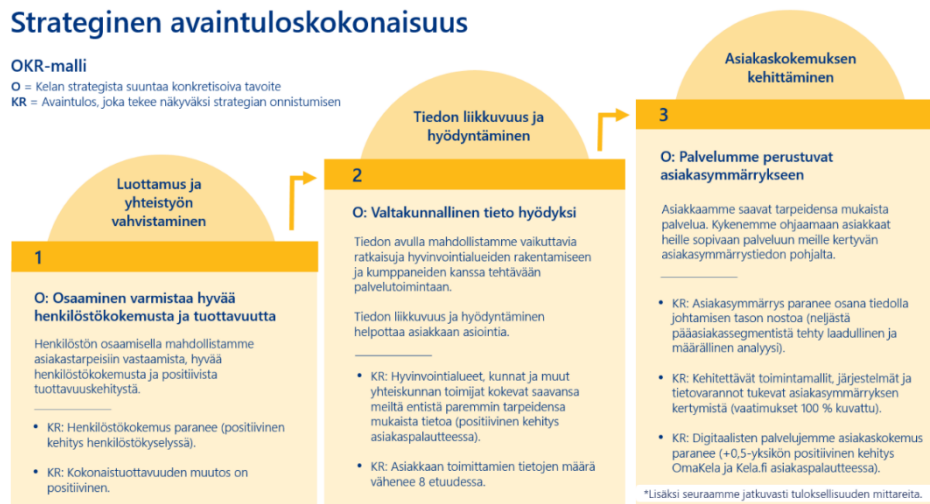 Strateginen avaintuloskokonaisuus
OKR-malli
O = Kelan strategista suuntaa konkretisoiva tavoite
KR = Avaintulos, joka tekee näkyväksi strategian onnistumisen
Luottamus ja
yhteistyön
vahvistaminen
1
O: Osaaminen varmistaa hyvää
henkilöstökokemusta ja tuottavuutta
Henkilöstön osaamisella mahdollistamme
asiakastarpeisiin vastaamista, hyvää
henkilöstökokemusta ja positiivista
tuottavuuskehitystä.
• KR: Henkilöstökokemus paranee (positiivinen
kehitys henkilöstökyselyssä).
• KR: Kokonaistuottavuuden muutos on
positiivinen.
Tiedon liikkuvuus ja
hyödyntäminen
2
O: Valtakunnallinen tieto hyödyksi
Tiedon avulla mahdollistamme vaikuttavia
ratkaisuja hyvinvointialueiden rakentamiseen
ja kumppaneiden kanssa tehtävään
palvelutoimintaan.
Tiedon liikkuvuus ja hyödyntäminen
helpottaa asiakkaan asiointia.
• KR: Hyvinvointialueet, kunnat ja muut
yhteiskunnan toimijat kokevat saavansa
meiltä entistä paremmin tarpeidensa
mukaista tietoa (positiivinen kehitys
asiakaspalautteessa).
• KR: Asiakkaan toimittamien tietojen määrä
vähenee 8 etuudessa.
Asiakaskokemuksen
kehittäminen
3
O: Palvelumme perustuvat
asiakasymmärrykseen
Asiakkaamme saavat tarpeidensa mukaista
palvelua. Kykenemme ohjaamaan asiakkaat
heille sopivaan palveluun meille kertyvän
asiakasymmärrystiedon pohjalta.
• KR: Asiakasymmärrys paranee osana tiedolla
johtamisen tason nostoa (neljästä
pääasiakassegmentistä tehty laadullinen ja
määrällinen analyysi).
• KR: Kehitettävät toimintamallit, järjestelmät ja
tietovarannot tukevat asiakasymmärryksen
kertymistä (vaatimukset 100 % kuvattu).
• KR: Digitaalisten palvelujemme asiakaskokemus
paranee (+0,5-yksikön positiivinen kehitys
OmaKela ja Kela.fi asiakaspalautteessa).
*Lisäksi seuraamme jatkuvasti tuloksellisuuden mittareita.